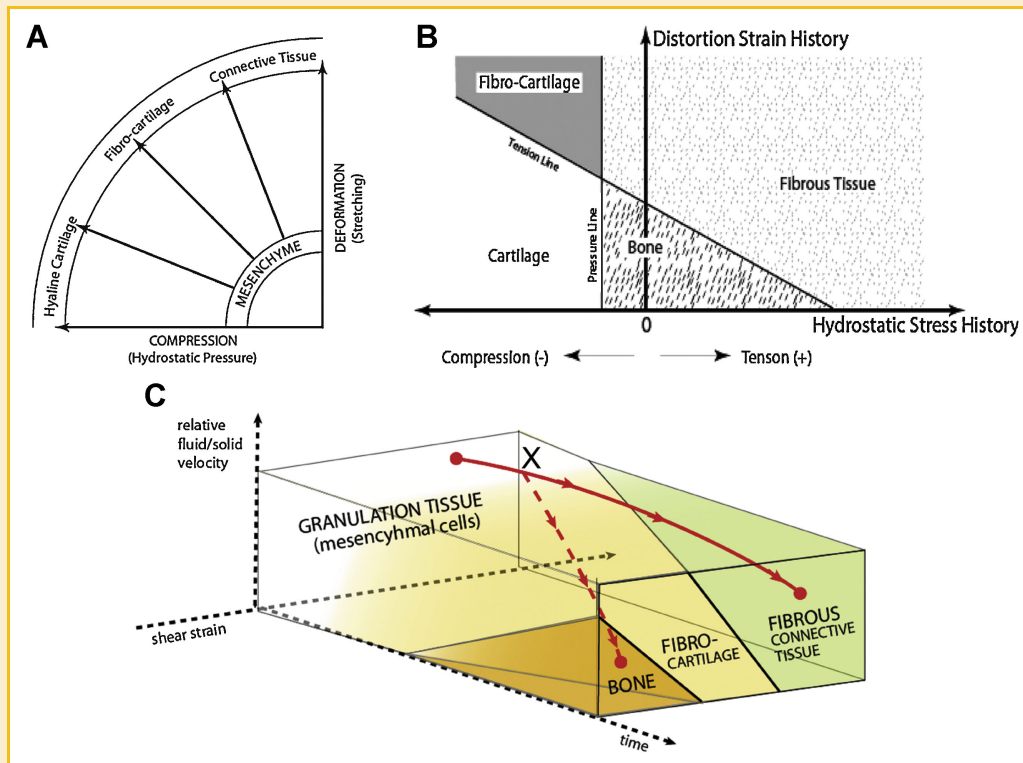 A
Connective Tissue
Fibro-cartilage
Hyaline Cartilage
MESENCHYME
DEFORMATION
(Stretching)
COMPRESSION
(Hydrostatic Pressure)
B
Distortion Strain History
Fibro-Cartilage
Tension Line
Fibrous Tissue
Pressure Line
Bone
Cartilage
0
Hydrostatic Stress History
Compression (-)
Tenson (+)
C
relative
fluid/solid
velocity
X
GRANULATION TISSUE
(mesencyhmal cells)
shear strain
FIBROUS
CONNECTIVE
TISSUE
FIBRO-
CARTILAGE
BONE
time